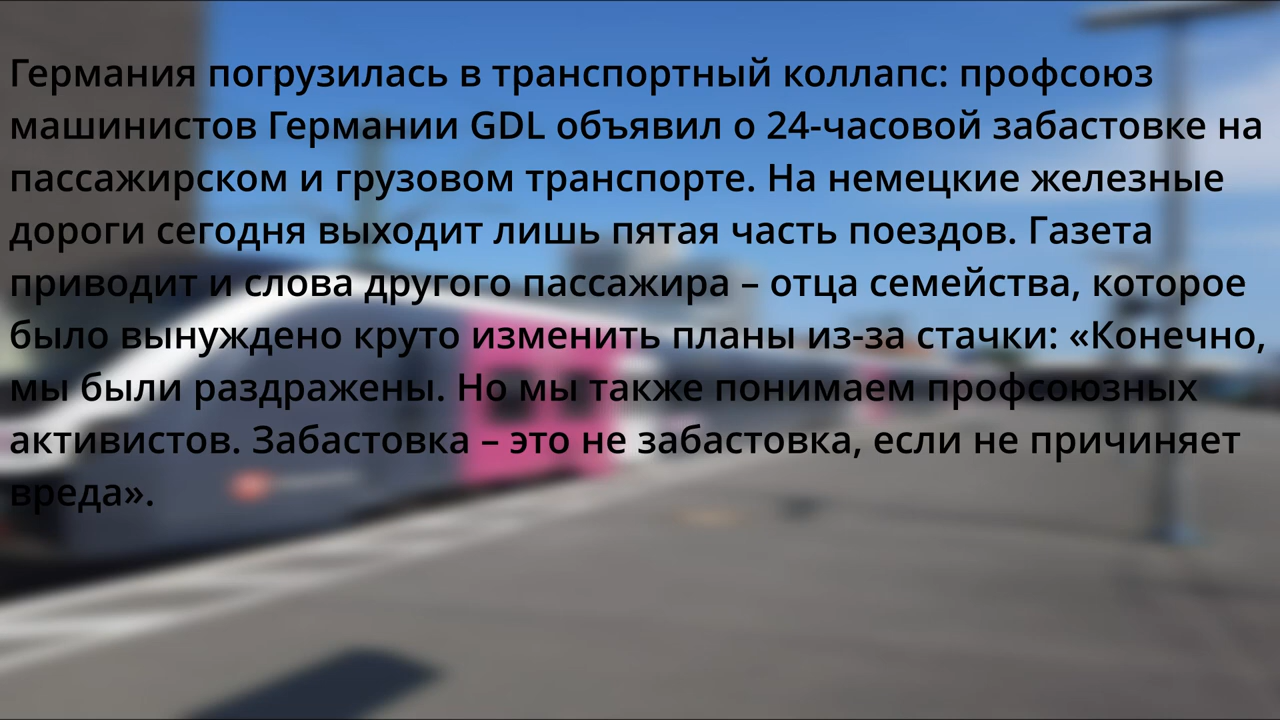 Германия погрузилась в транспортный коллапс: профсоюз
машинистов Германии GDL объявил о 24-часовой забастовке на
пассажирском и грузовом транспорте. На немецкие железные
дороги сегодня выходит лишь пятая часть поездов. Газета
приводит и слова другого пассажира – отца семейства, которое
было вынуждено круто изменить планы из-за стачки: «Конечно,
мы были раздражены. Но мы также понимаем профсоюзных
активистов. Забастовка – это не забастовка, если не причиняет
вреда».